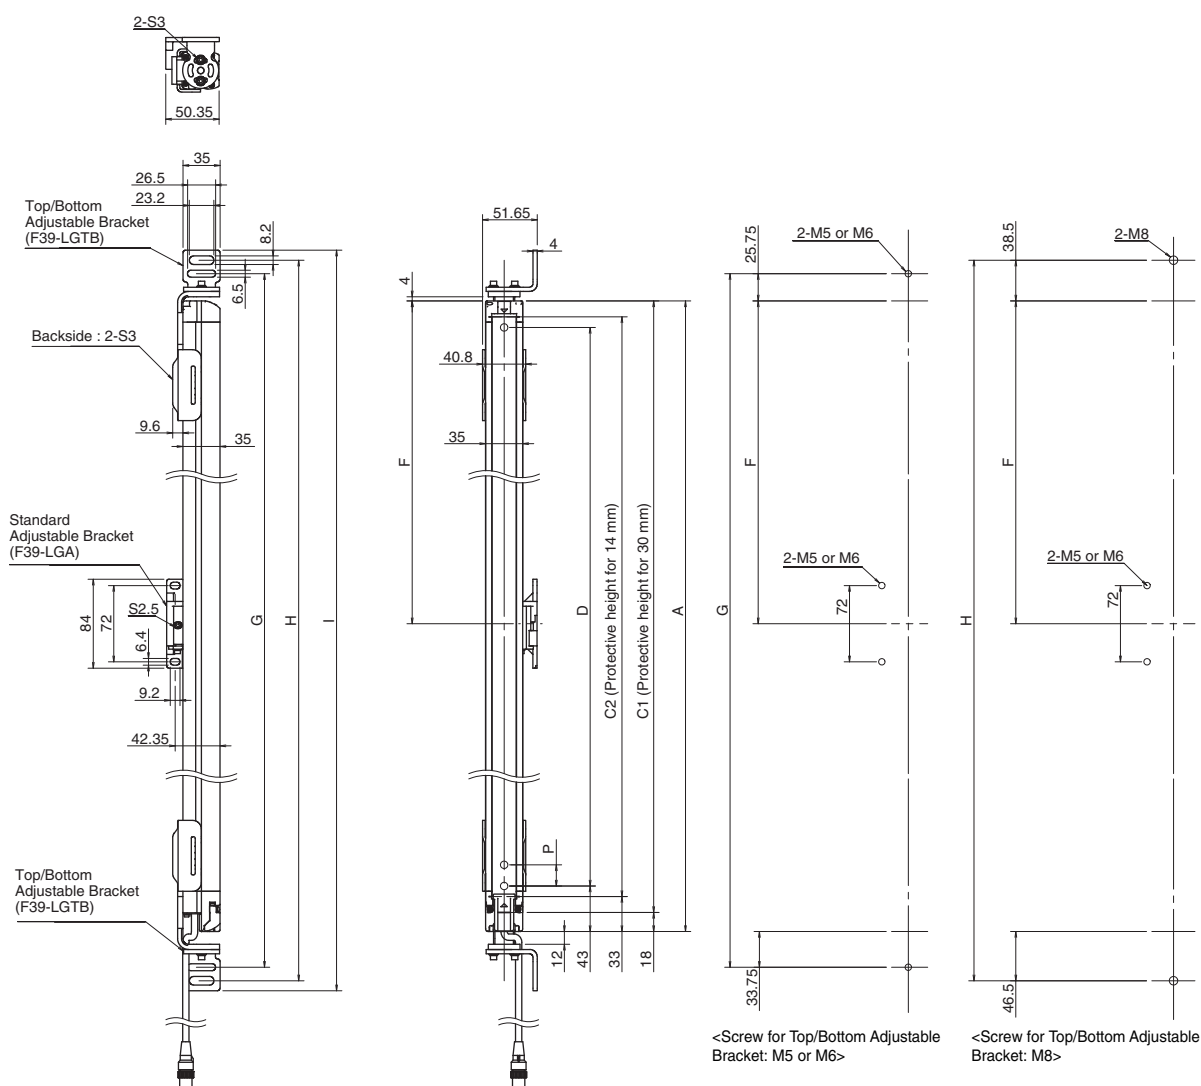 2-S3
50.35
35
26.5
23.2
Top/Bottom
Adjustable Bracket
(F39-LGTB)
8.2
6.5
Backside : 2-S3
9.6
35
Standard
Adjustable Bracket
(F39-LGA)
84
72
S2.5
6.4
9.2
42.35
G
H
I
Top/Bottom
Adjustable Bracket
(F39-LGTB)
51.65
4
4
40.8
35
F
D
C2 (Protective height for 14 mm)
C1 (Protective height for 30 mm)
A
P
12
43
33
18
25.75
2-M5 or M6
F
G
2-M5 or M6
72
33.75
<Screw for Top/Bottom Adjustable
Bracket: M5 or M6>
38.5
2-M8
F
H
2-M5 or M6
72
46.5
<Screw for Top/Bottom Adjustable
Bracket: M8>